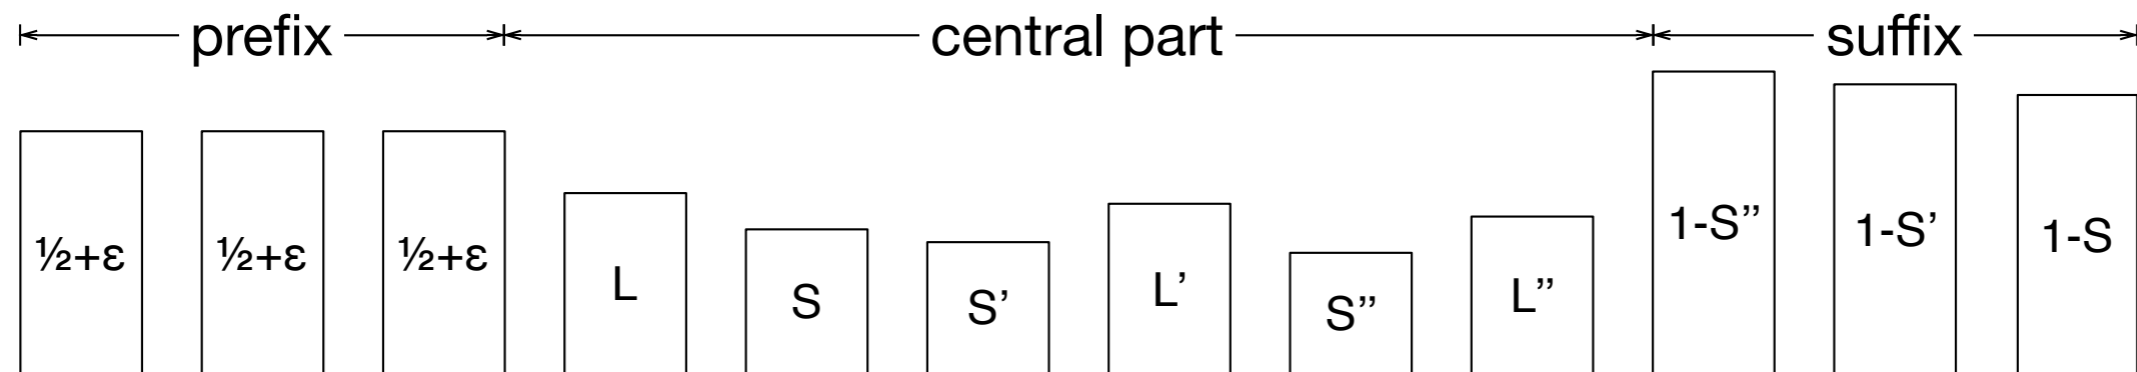 prefix central part suffix
½+ε ½+ε ½+ε L S S’ L’ S’’ L’’ 1-S’’ 1-S’ 1-S